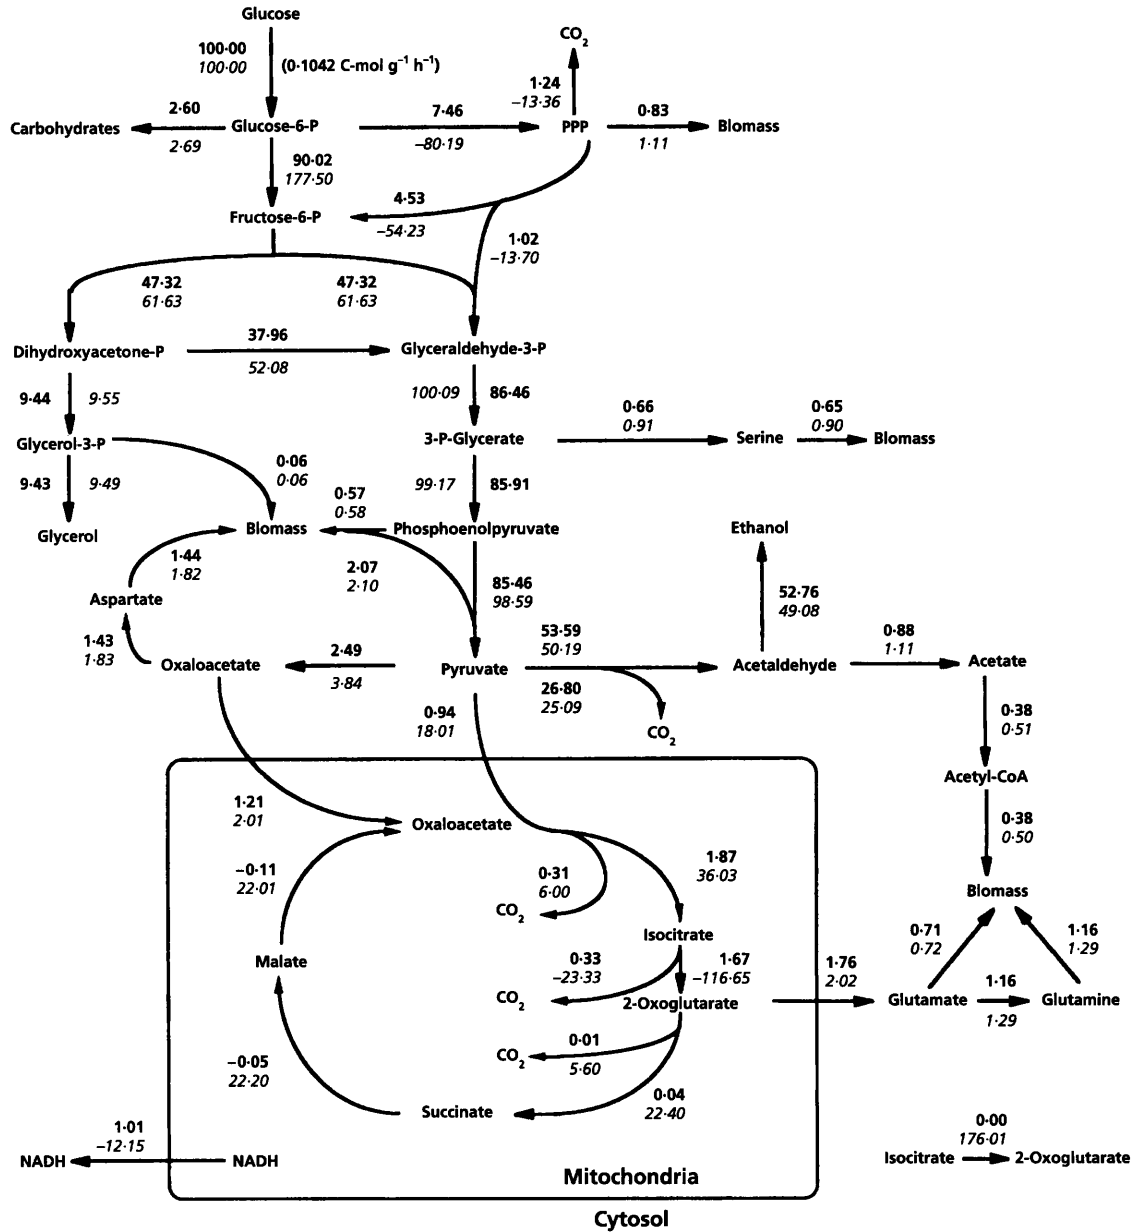 Glucose
100·00
100·00
(0·1042 C-mol g⁻¹ h⁻¹)
CO₂
1·24
–13·36
Carbohydrates
2·60
2·69
Glucose-6-P
7·46
–80·19
PPP
0·83
1·11
Biomass
90·02
177·50
Fructose-6-P
4·53
–54·23
1·02
–13·70
47·32
61·63
47·32
61·63
Dihydroxyacetone-P
37·96
52·08
Glyceraldehyde-3-P
9·44
9·55
100·09
86·46
Glycerol-3-P
3-P-Glycerate
0·66
0·91
Serine
0·65
0·90
Biomass
9·43
9·49
0·06
0·06
99·17
85·91
Glycerol
Biomass
0·57
0·58
Phosphoenolpyruvate
Ethanol
1·44
1·82
2·07
2·10
85·46
98·59
52·76
49·08
Aspartate
1·43
1·83
Oxaloacetate
2·49
3·84
Pyruvate
53·59
50·19
26·80
25·09
CO₂
Acetaldehyde
0·88
1·11
Acetate
0·94
18·01
0·38
0·51
Acetyl-CoA
0·38
0·50
Biomass
1·21
2·01
Oxaloacetate
–0·11
22·01
0·31
6·00
CO₂
1·87
36·03
Isocitrate
Malate
0·33
–23·33
CO₂
1·67
–116·65
2-Oxoglutarate
1·76
2·02
Glutamate
0·71
0·72
1·16
1·29
Glutamine
1·16
1·29
CO₂
0·01
5·60
–0·05
22·20
Succinate
0·04
22·40
NADH
1·01
–12·15
NADH
0·00
176·01
Isocitrate
2-Oxoglutarate
Mitochondria
Cytosol